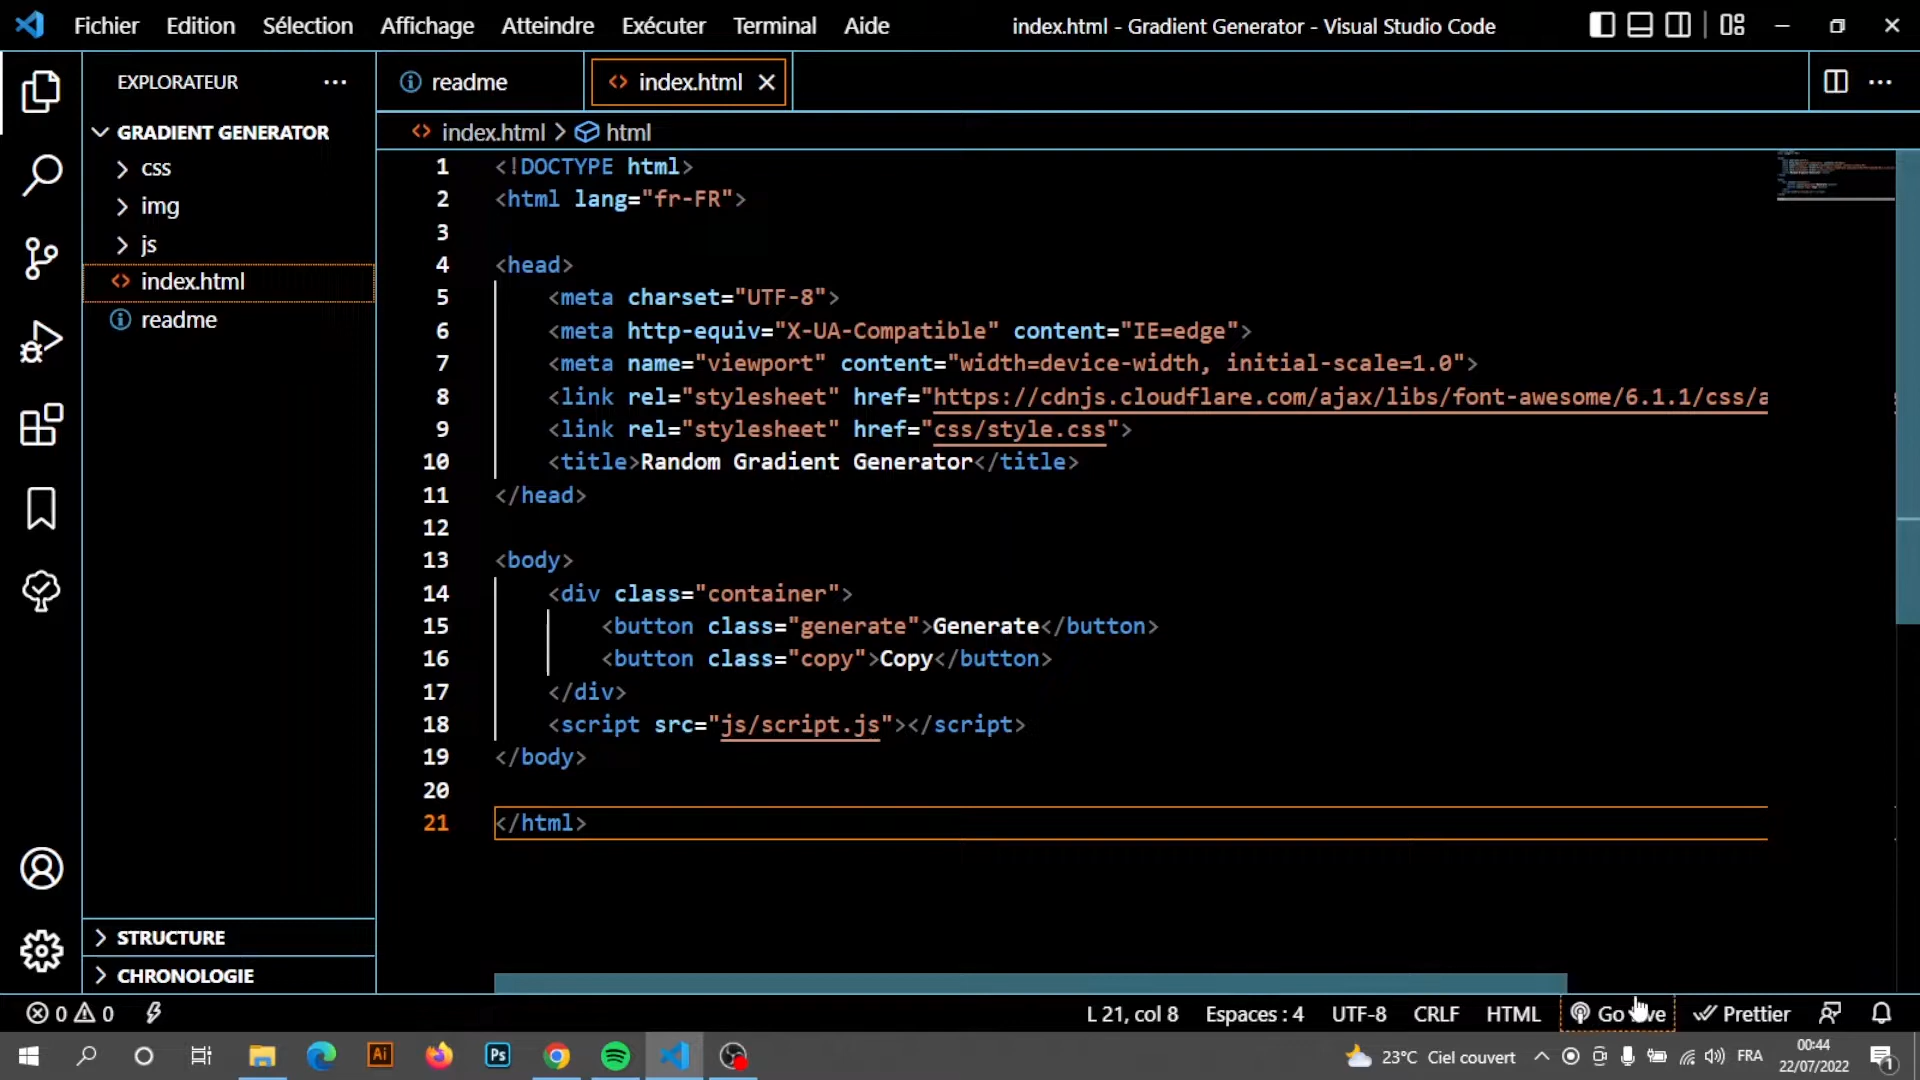 Fichier Edition Sélection Affichage Atteindre Exécuter Terminal Aide index.html - Gradient Generator - Visual Studio Code
EXPLORATEUR
GRADIENT GENERATOR
css
img
js
index.html
readme
STRUCTURE
CHRONOLOGIE
readme index.html
index.html > html
1 <!DOCTYPE html>
2 <html lang="fr-FR">
3
4 <head>
5 <meta charset="UTF-8">
6 <meta http-equiv="X-UA-Compatible" content="IE=edge">
7 <meta name="viewport" content="width=device-width, initial-scale=1.0">
8 <link rel="stylesheet" href="https://cdnjs.cloudflare.com/ajax/libs/font-awesome/6.1.1/css/a
9 <link rel="stylesheet" href="css/style.css">
10 <title>Random Gradient Generator</title>
11 </head>
12
13 <body>
14 <div class="container">
15 <button class="generate">Generate</button>
16 <button class="copy">Copy</button>
17 </div>
18 <script src="js/script.js"></script>
19 </body>
20
21 </html>
0 0 L 21, col 8 Espaces : 4 UTF-8 CRLF HTML Go Prettier
Ai Ps 23°C Ciel couvert FRA 00:44
22/07/2022 1